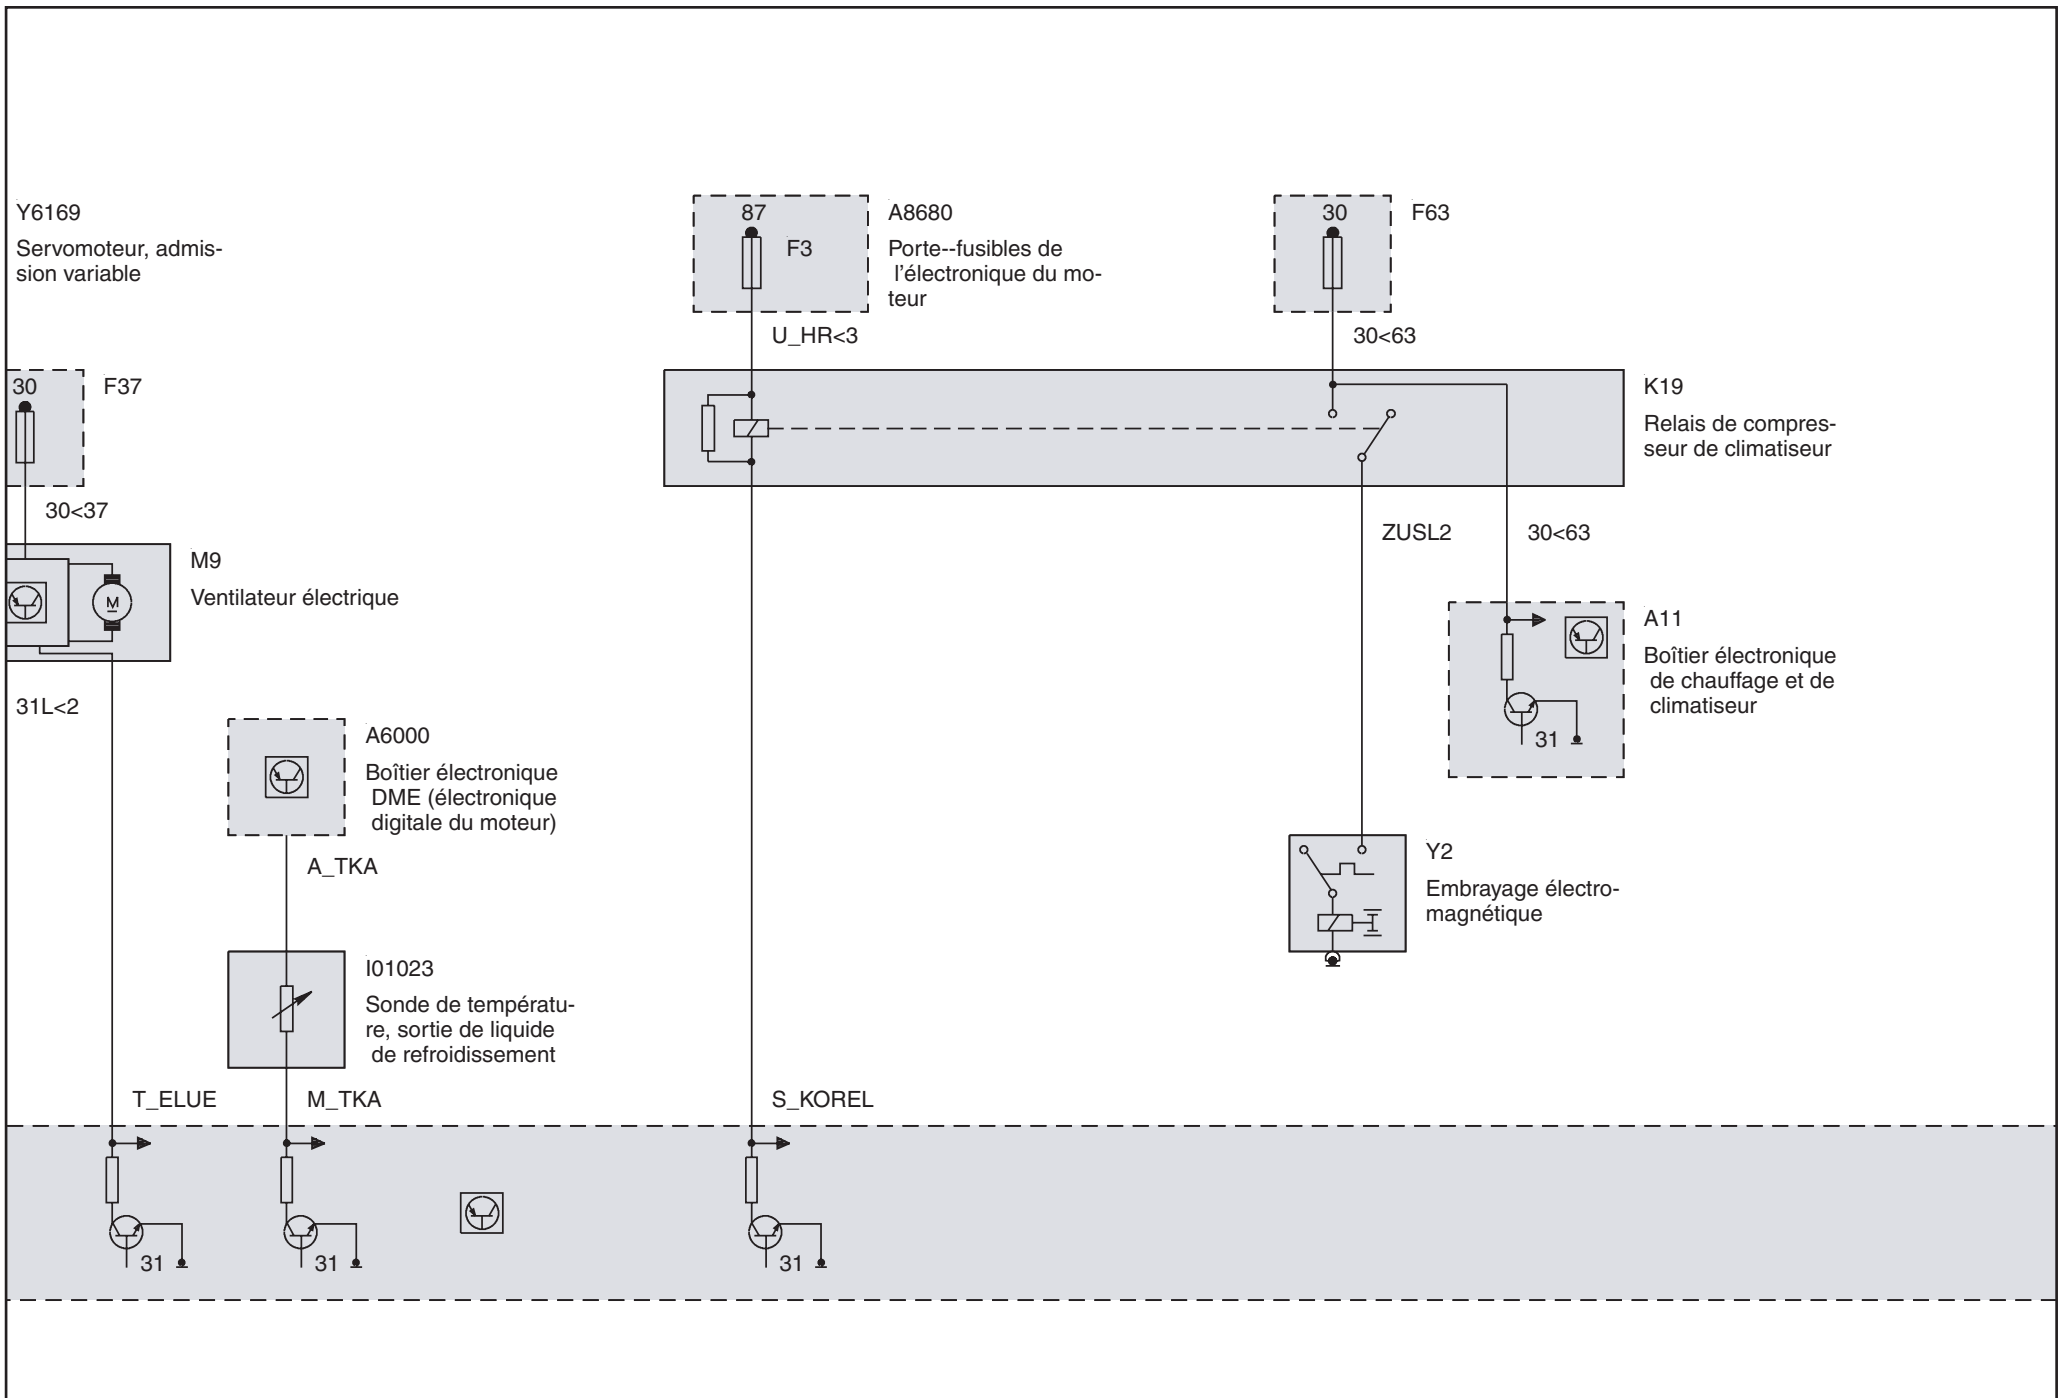 Y6169
Servomoteur, admis-
sion variable
87
F3
A8680
Porte--fusibles de
l'électronique du mo-
teur
U_HR<3
30
F63
30<63
30
F37
30<37
K19
Relais de compres-
seur de climatiseur
ZUSL2
30<63
M9
Ventilateur électrique
M
31L<2
A11
Boîtier électronique
de chauffage et de
climatiseur
31
A6000
Boîtier électronique
DME (électronique
digitale du moteur)
A_TKA
Y2
Embrayage électro-
magnétique
I01023
Sonde de températu-
re, sortie de liquide
de refroidissement
T_ELUE
M_TKA
S_KOREL
31
31
31